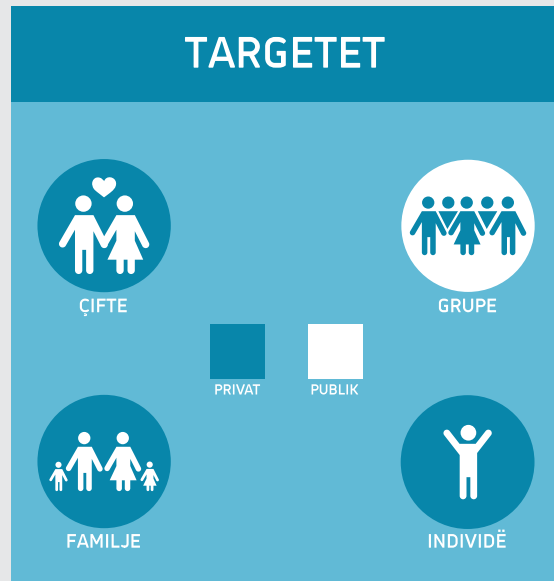 TARGETET
ÇIFTE
GRUPE
PRIVAT
PUBLIK
FAMILJE
INDIVIDË